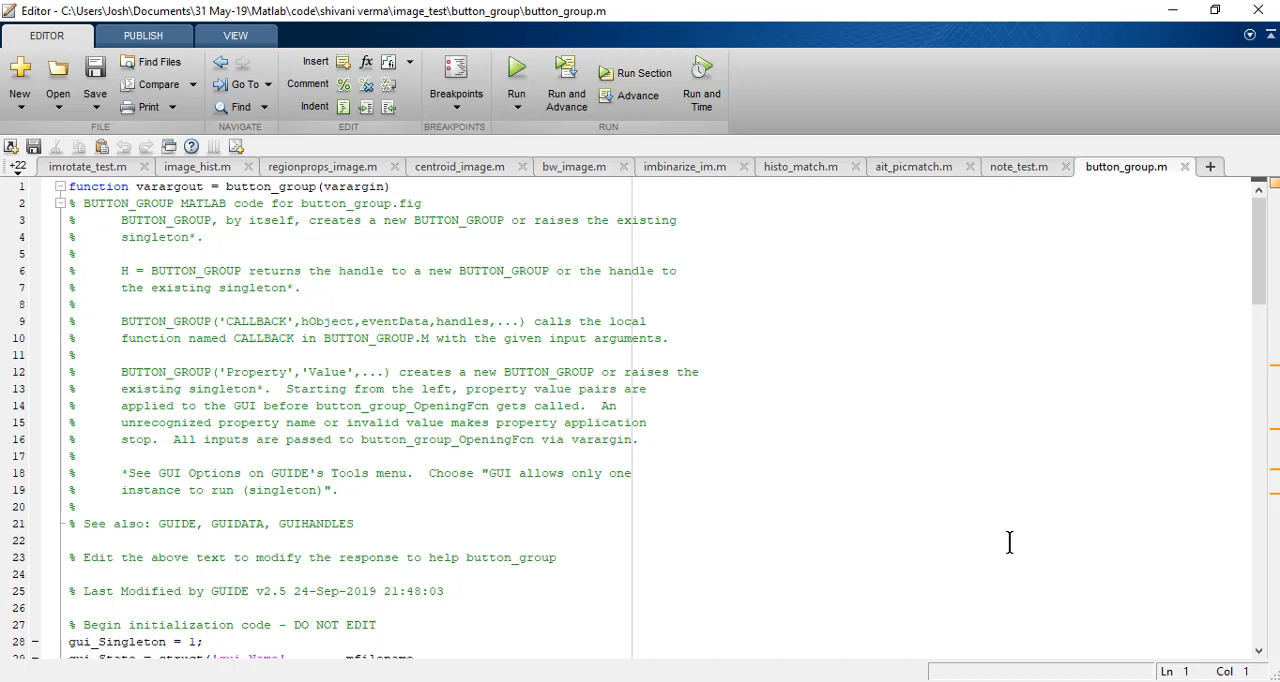 Editor - C:\Users\Josh\Documents\31 May-19\Matlab\code\shivani verma\image_test\button_group\button_group.m
EDITOR PUBLISH VIEW
New Open Save Find Files Compare Print Go To Find Insert fx Comment Indent Breakpoints Run Run and Advance Run Section Advance Run and Time
FILE NAVIGATE EDIT BREAKPOINTS RUN
+22 imrotate_test.m image_hist.m regionprops_image.m centroid_image.m bw_image.m imbinarize_im.m histo_match.m ait_picmatch.m note_test.m button_group.m
1 function varargout = button_group(varargin)
2 % BUTTON_GROUP MATLAB code for button_group.fig
3 % BUTTON_GROUP, by itself, creates a new BUTTON_GROUP or raises the existing
4 % singleton*.
5 %
6 % H = BUTTON_GROUP returns the handle to a new BUTTON_GROUP or the handle to
7 % the existing singleton*.
8 %
9 % BUTTON_GROUP('CALLBACK',hObject,eventData,handles,...) calls the local
10 % function named CALLBACK in BUTTON_GROUP.M with the given input arguments.
11 %
12 % BUTTON_GROUP('Property','Value',...) creates a new BUTTON_GROUP or raises the
13 % existing singleton*.  Starting from the left, property value pairs are
14 % applied to the GUI before button_group_OpeningFcn gets called.  An
15 % unrecognized property name or invalid value makes property application
16 % stop.  All inputs are passed to button_group_OpeningFcn via varargin.
17 %
18 % *See GUI Options on GUIDE's Tools menu.  Choose "GUI allows only one
19 % instance to run (singleton)".
20 %
21 % See also: GUIDE, GUIDATA, GUIHANDLES
22
23 % Edit the above text to modify the response to help button_group
24
25 % Last Modified by GUIDE v2.5 24-Sep-2019 21:48:03
26
27 % Begin initialization code - DO NOT EDIT
28 gui_Singleton = 1;
29 gui_State = struct('gui_Name', mfilename,
Ln 1 Col 1